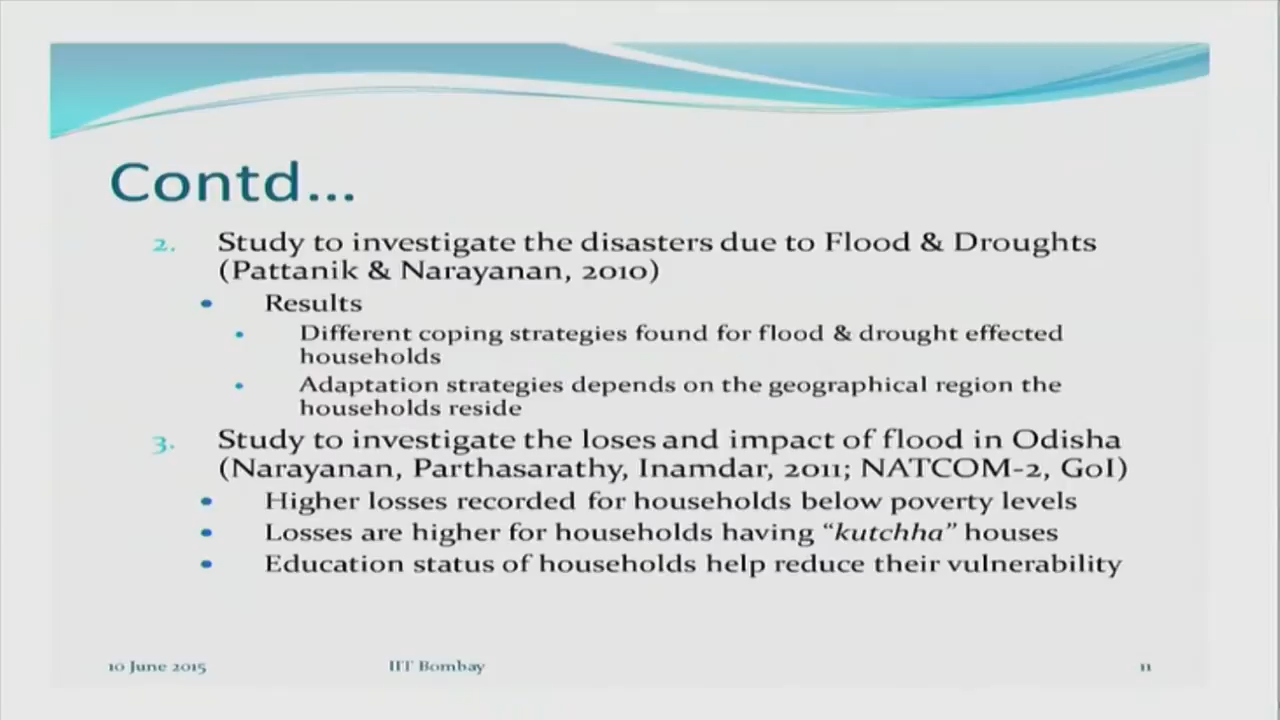 Contd...
2. Study to investigate the disasters due to Flood & Droughts
(Pattanik & Narayanan, 2010)
• Results
• Different coping strategies found for flood & drought effected
households
• Adaptation strategies depends on the geographical region the
households reside
3. Study to investigate the loses and impact of flood in Odisha
(Narayanan, Parthasarathy, Inamdar, 2011; NATCOM-2, GoI)
• Higher losses recorded for households below poverty levels
• Losses are higher for households having “kutchha” houses
• Education status of households help reduce their vulnerability
10 June 2015 IIT Bombay 11